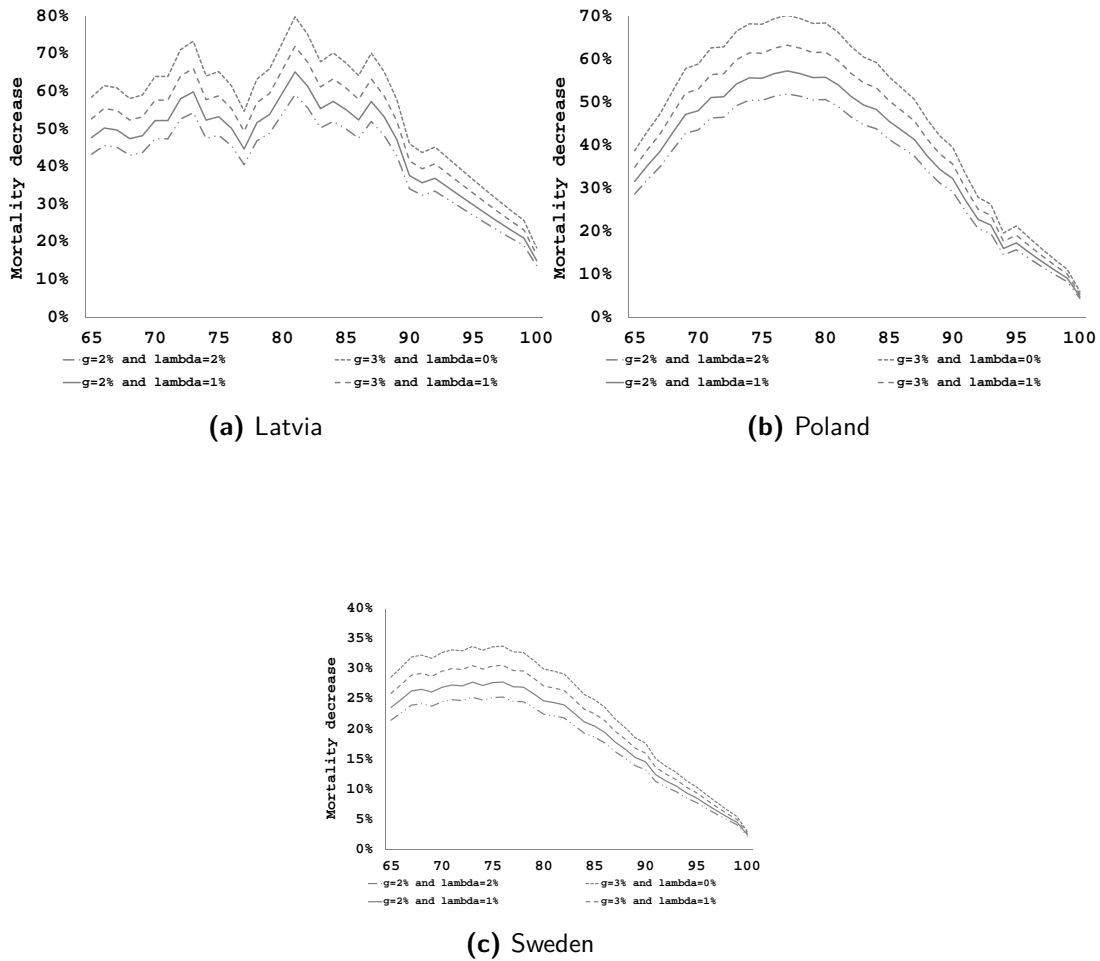 80%
70%
60%
50%
40%
30%
20%
10%
0%
Mortality decrease
65 70 75 80 85 90 95 100
g=2% and lambda=2% g=3% and lambda=0%
g=2% and lambda=1% g=3% and lambda=1%
(a) Latvia
70%
60%
50%
40%
30%
20%
10%
0%
Mortality decrease
65 70 75 80 85 90 95 100
g=2% and lambda=2% g=3% and lambda=0%
g=2% and lambda=1% g=3% and lambda=1%
(b) Poland
40%
35%
30%
25%
20%
15%
10%
5%
0%
Mortality decrease
65 70 75 80 85 90 95 100
g=2% and lambda=2% g=3% and lambda=0%
g=2% and lambda=1% g=3% and lambda=1%
(c) Sweden